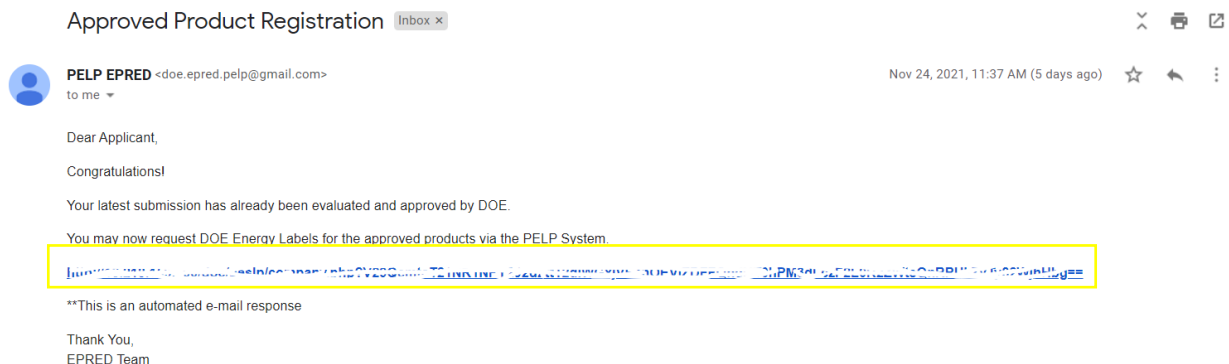 Approved Product Registration Inbox ×
PELP EPRED <doe.epred.pelp@gmail.com> Nov 24, 2021, 11:37 AM (5 days ago)
to me
Dear Applicant,
Congratulations!
Your latest submission has already been evaluated and approved by DOE.
You may now request DOE Energy Labels for the approved products via the PELP System.
**This is an automated e-mail response
Thank You,
EPRED Team